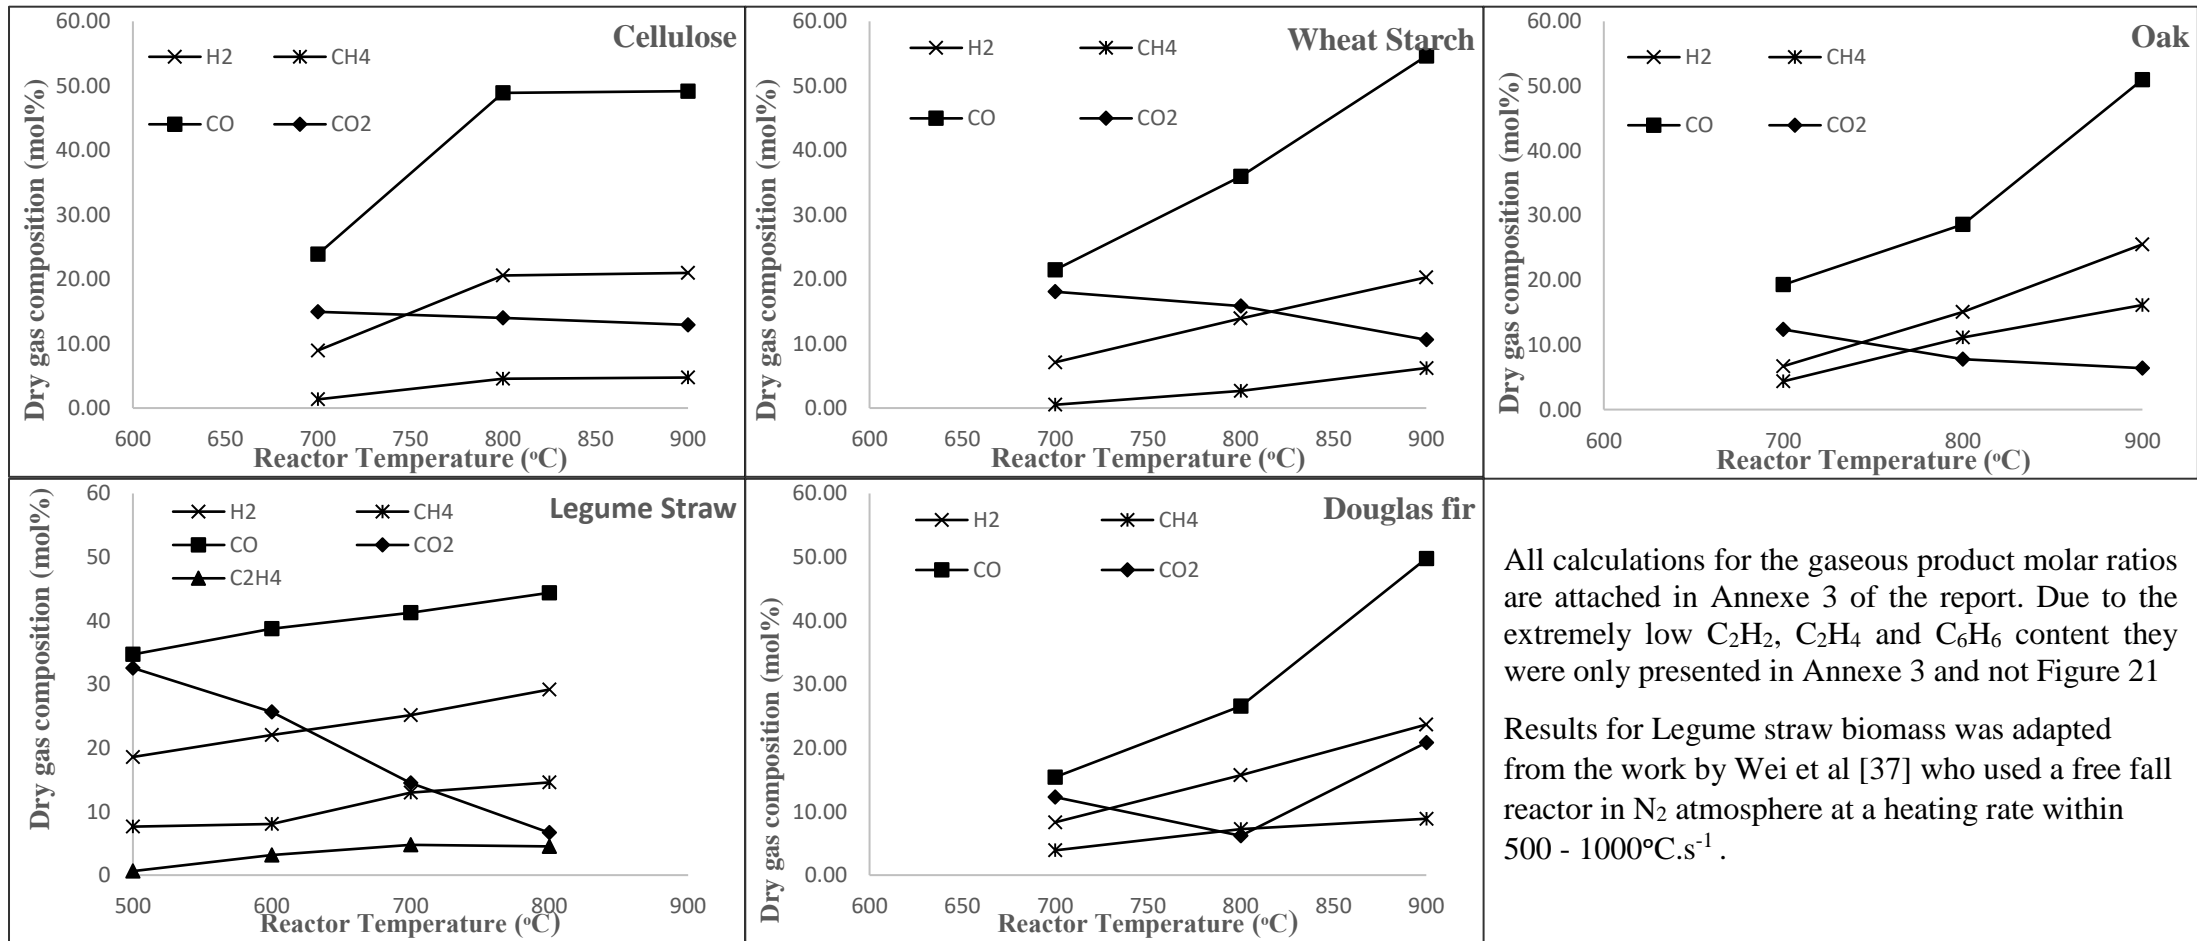 Cellulose
H2 CH4
CO CO2
Dry gas composition (mol%)
60.00
50.00
40.00
30.00
20.00
10.00
0.00
600 650 700 750 800 850 900
Reactor Temperature (ºC)
Wheat Starch
H2 CH4
CO CO2
Dry gas composition (mol%)
60.00
50.00
40.00
30.00
20.00
10.00
0.00
600 650 700 750 800 850 900
Reactor Temperature (ºC)
Oak
H2 CH4
CO CO2
Dry gas composition (mol%)
60.00
50.00
40.00
30.00
20.00
10.00
0.00
600 700 800 900
Reactor Temperature (ºC)
Legume Straw
H2 CH4
CO CO2
C2H4
Dry gas composition (mol%)
60
50
40
30
20
10
0
500 600 700 800 900
Reactor Temperature (ºC)
Douglas fir
H2 CH4
CO CO2
Dry gas composition (mol%)
60.00
50.00
40.00
30.00
20.00
10.00
0.00
600 650 700 750 800 850 900
Reactor Temperature (ºC)
All calculations for the gaseous product molar ratios
are attached in Annexe 3 of the report. Due to the
extremely low C₂H₂, C₂H₄ and C₆H₆ content they
were only presented in Annexe 3 and not Figure 21
Results for Legume straw biomass was adapted
from the work by Wei et al [37] who used a free fall
reactor in N₂ atmosphere at a heating rate within
500 - 1000ºC.s⁻¹ .